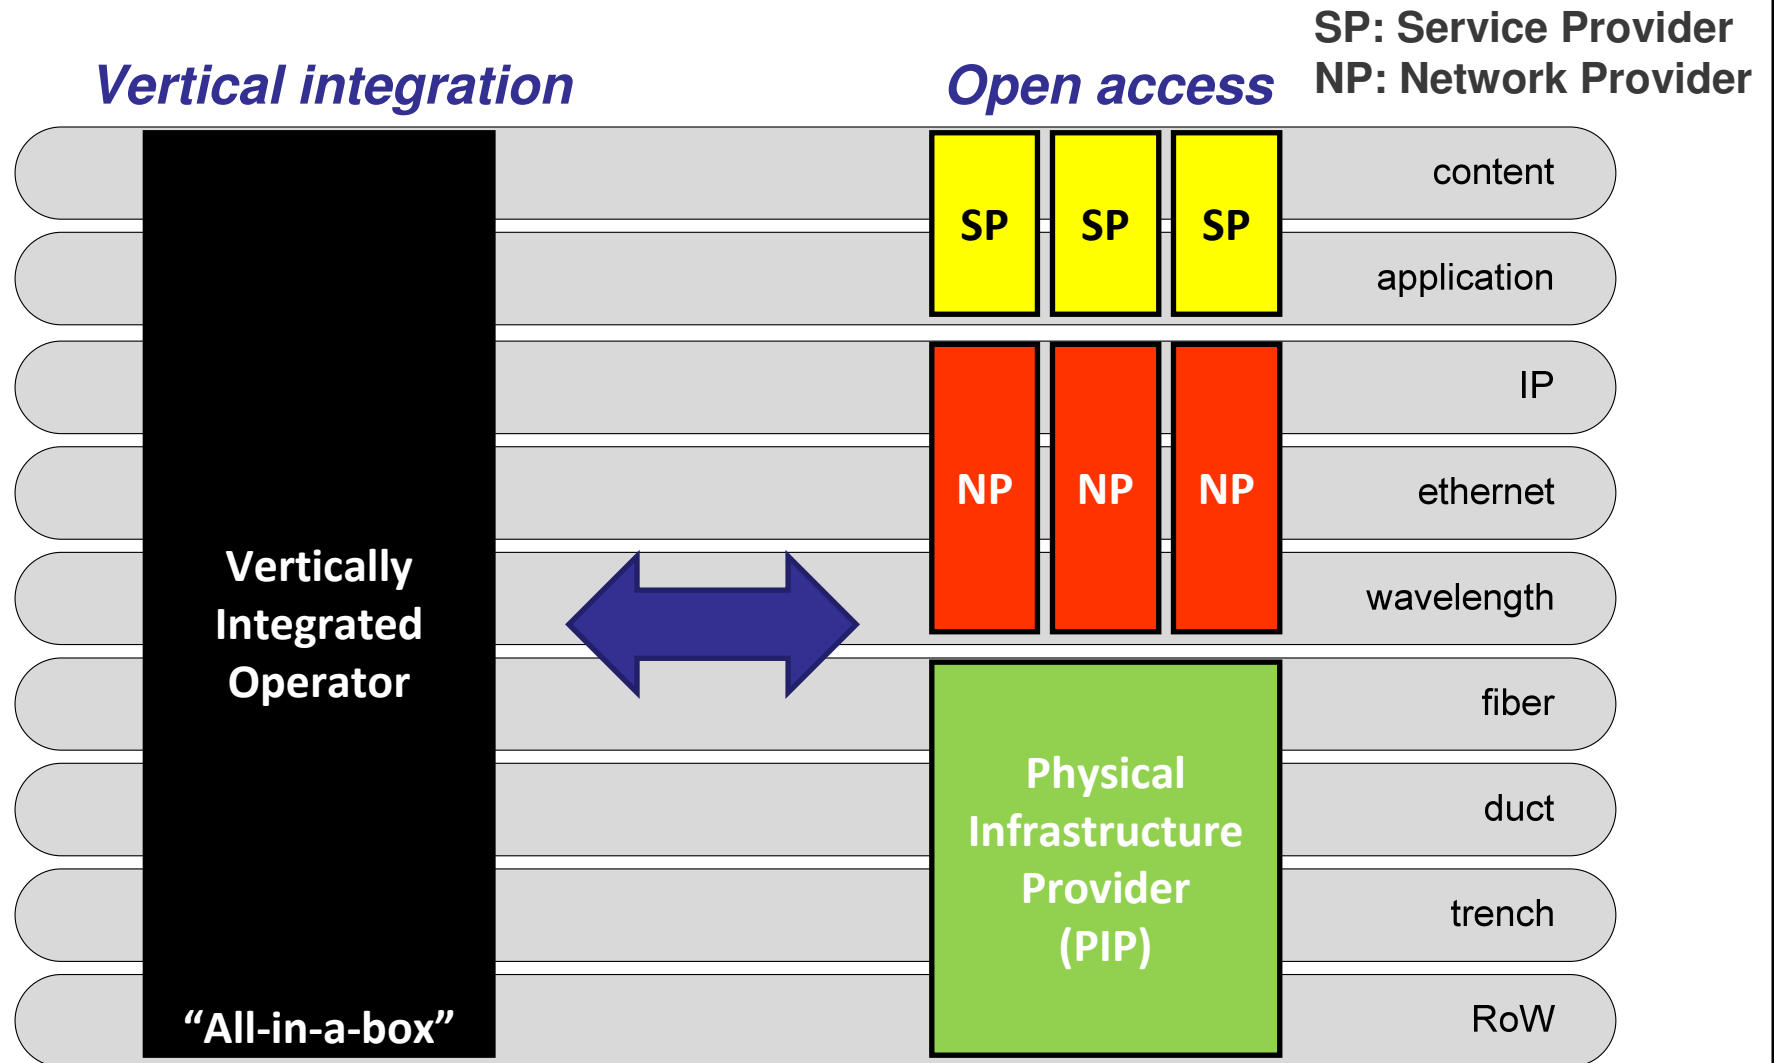 SP: Service Provider
NP: Network Provider
Vertical integration
Open access
content
SP SP SP
application
IP
NP NP NP
ethernet
Vertically
Integrated
Operator
wavelength
fiber
Physical
Infrastructure
Provider
(PIP)
duct
trench
"All-in-a-box"
RoW